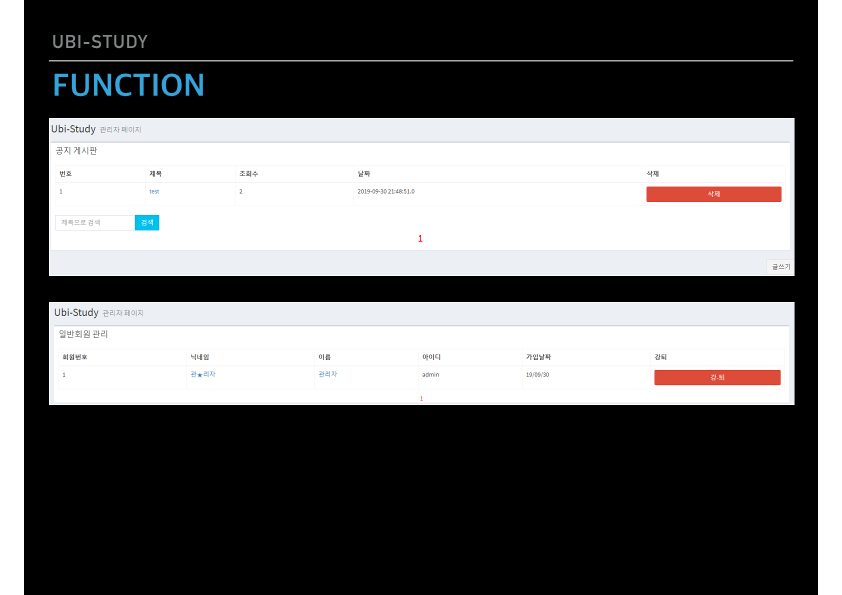 UBI-STUDY
FUNCTION
Ubi-Study 관리자 페이지
공지 게시판
번호 제목 조회수 날짜 삭제
1 test 2 2019-09-30 21:48:51.0 삭제
제목으로 검색 검색
1
글쓰기
Ubi-Study 관리자 페이지
일반회원 관리
회원번호 닉네임 이름 아이디 가입날짜 강퇴
1 관★리자 관리자 admin 19/09/30 강.퇴
1